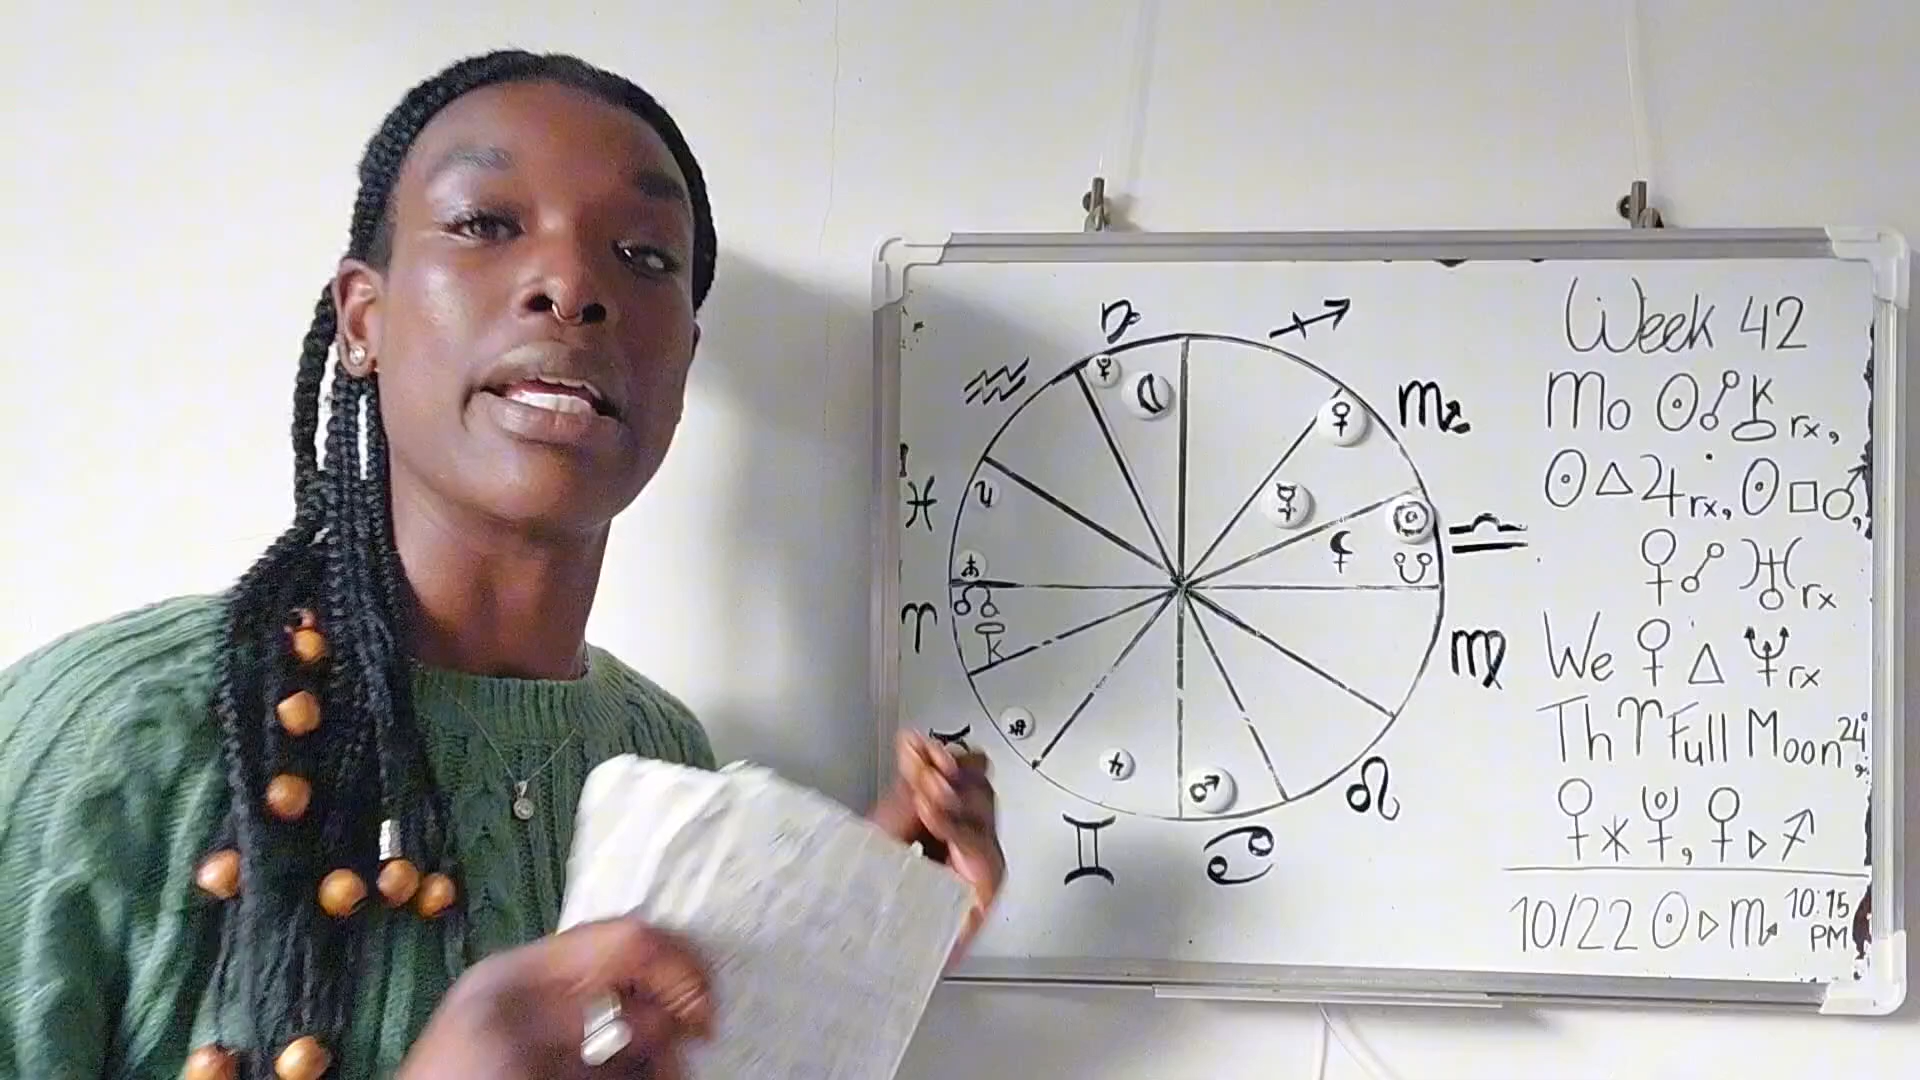 Week 42
Mo ☉☍⚷ rx,
☉△♃ rx, ☉□♂,
♀☍♅ rx
We ♀△♆ rx
Th ♈ Full Moon 24°,
♀⚹⯓, ♀▷♐
10/22 ☉▷♏ 10:15 PM
♑ ♐
♒ ♏
♓ ♎
♈ ♍
♊ ♋ ♌
☾ ♀
♃ ☿ ☉
⚸ ☋
☊
⚷
♂